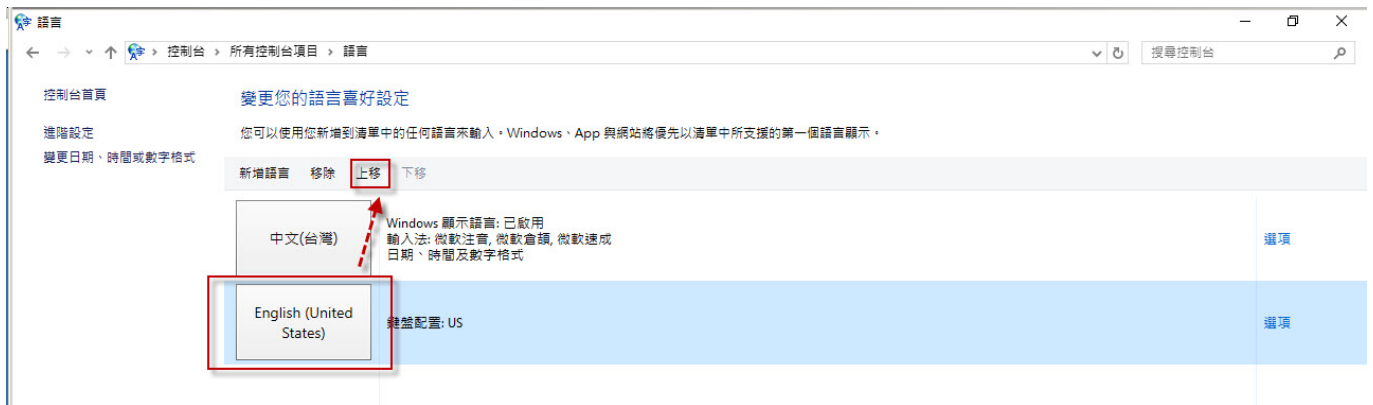 語言
控制台 › 所有控制台項目 › 語言
搜尋控制台
控制台首頁
變更您的語言喜好設定
進階設定
您可以使用您新增到清單中的任何語言來輸入。Windows、App 與網站將優先以清單中所支援的第一個語言顯示。
變更日期、時間或數字格式
新增語言 移除 上移 下移
中文(台灣)
Windows 顯示語言: 已啟用
輸入法: 微軟注音, 微軟倉頡, 微軟速成
日期、時間及數字格式
選項
English (United
States)
鍵盤配置: US
選項